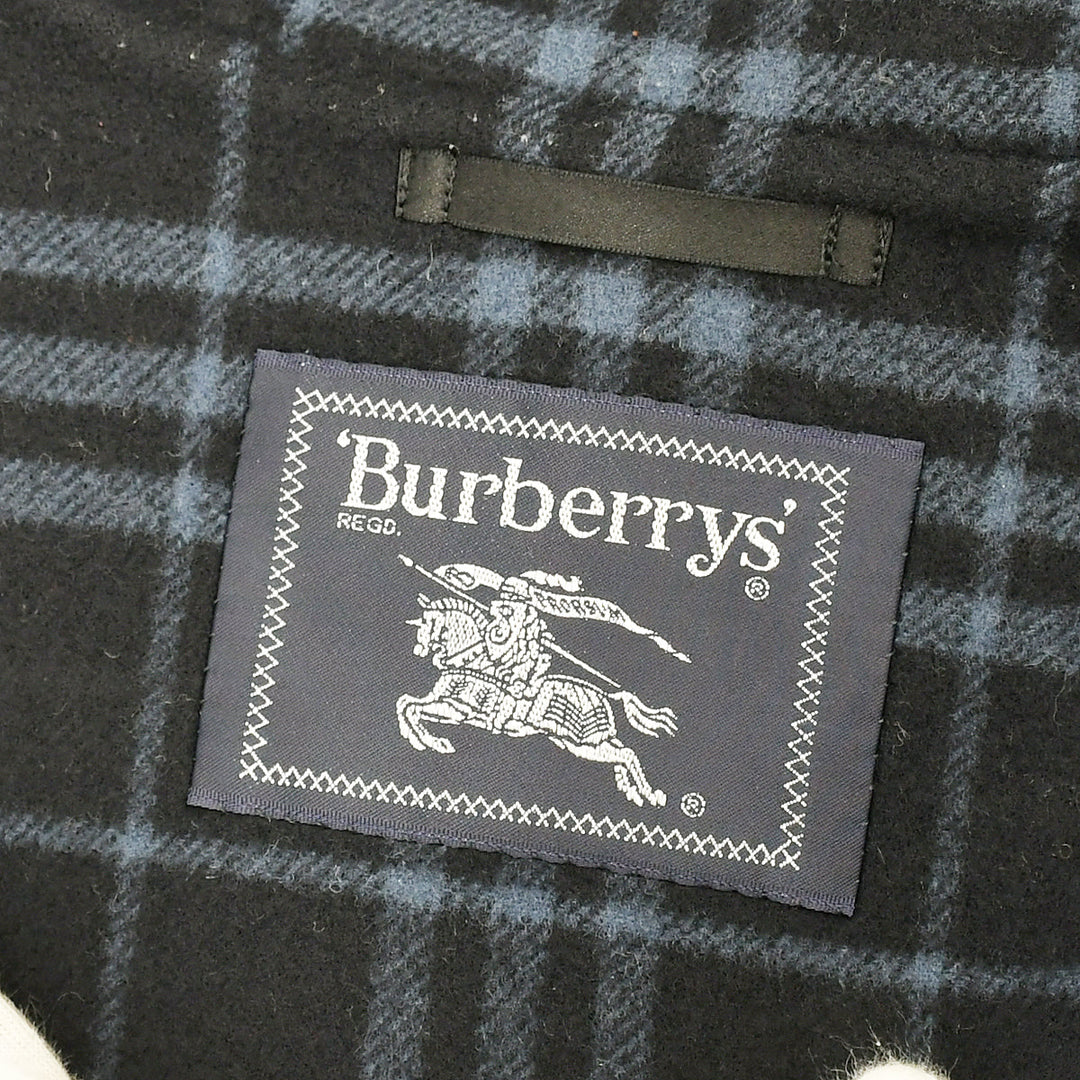 'Burberrys'
REGD.
®
PRORSUM
®